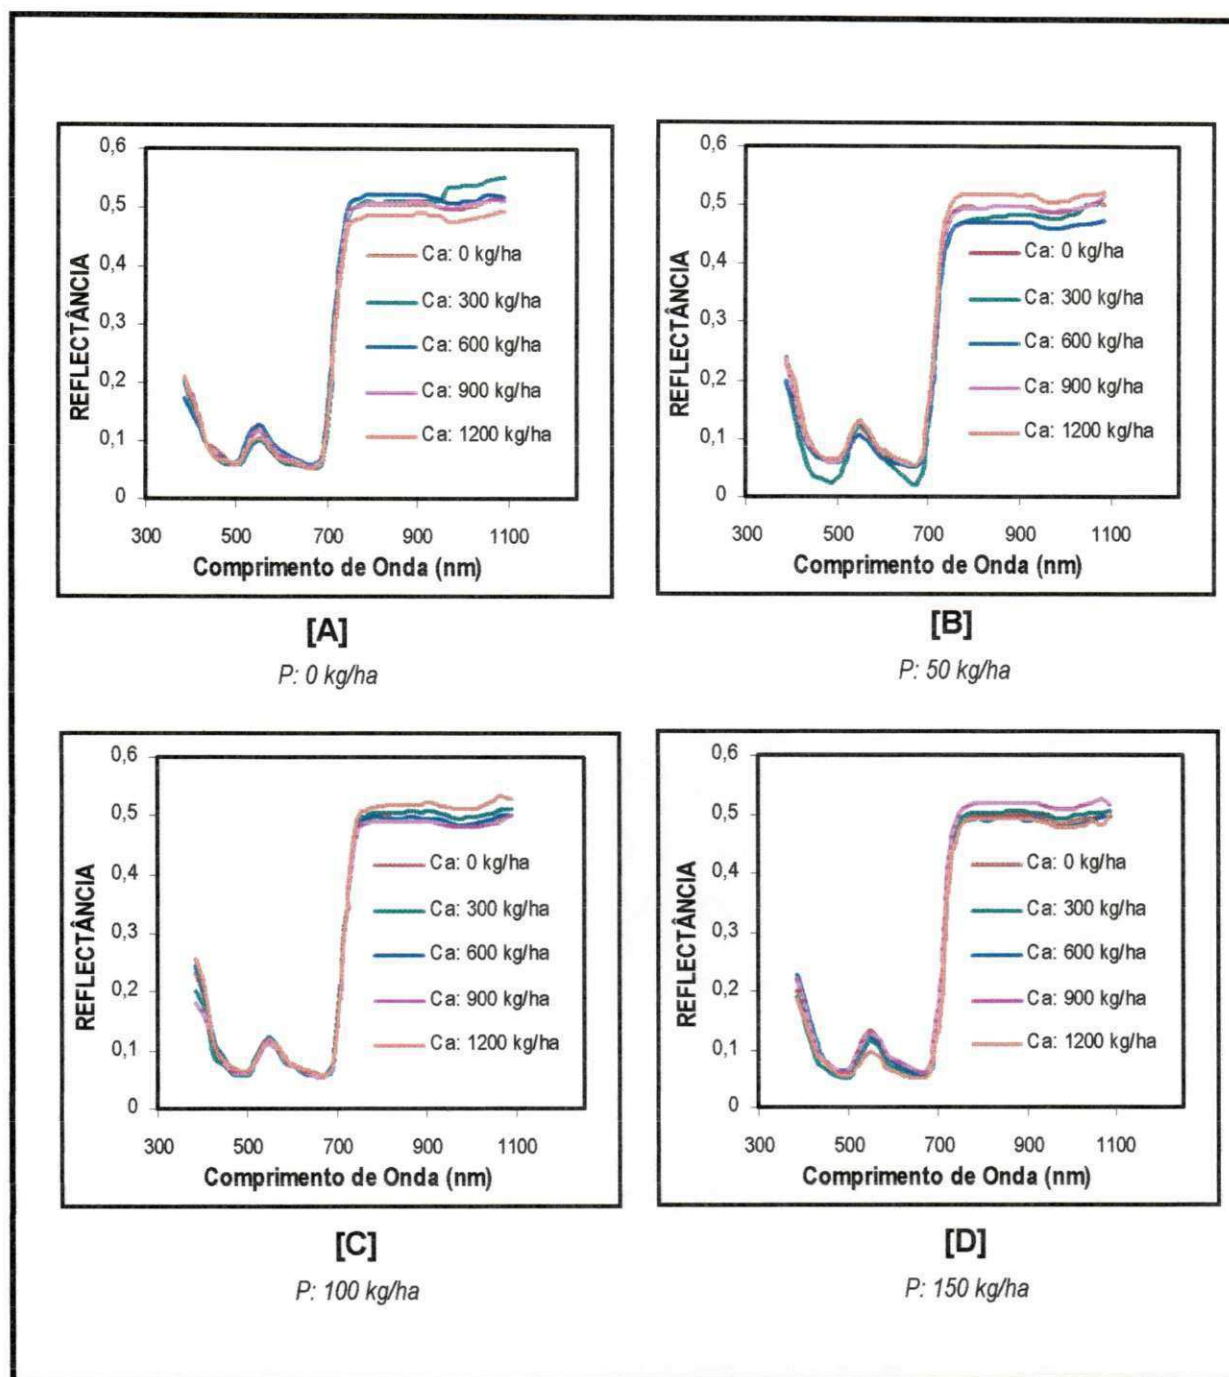 0,6
0,5
0,4
0,3
0,2
0,1
0
REFLECTÂNCIA
Ca: 0 kg/ha
Ca: 300 kg/ha
Ca: 600 kg/ha
Ca: 900 kg/ha
Ca: 1200 kg/ha
300 500 700 900 1100
Comprimento de Onda (nm)
[A]
P: 0 kg/ha
0,6
0,5
0,4
0,3
0,2
0,1
0
REFLECTÂNCIA
Ca: 0 kg/ha
Ca: 300 kg/ha
Ca: 600 kg/ha
Ca: 900 kg/ha
Ca: 1200 kg/ha
300 500 700 900 1100
Comprimento de Onda (nm)
[B]
P: 50 kg/ha
0,6
0,5
0,4
0,3
0,2
0,1
0
REFLECTÂNCIA
Ca: 0 kg/ha
Ca: 300 kg/ha
Ca: 600 kg/ha
Ca: 900 kg/ha
Ca: 1200 kg/ha
300 500 700 900 1100
Comprimento de Onda (nm)
[C]
P: 100 kg/ha
0,6
0,5
0,4
0,3
0,2
0,1
0
REFLECTÂNCIA
Ca: 0 kg/ha
Ca: 300 kg/ha
Ca: 600 kg/ha
Ca: 900 kg/ha
Ca: 1200 kg/ha
300 500 700 900 1100
Comprimento de Onda (nm)
[D]
P: 150 kg/ha